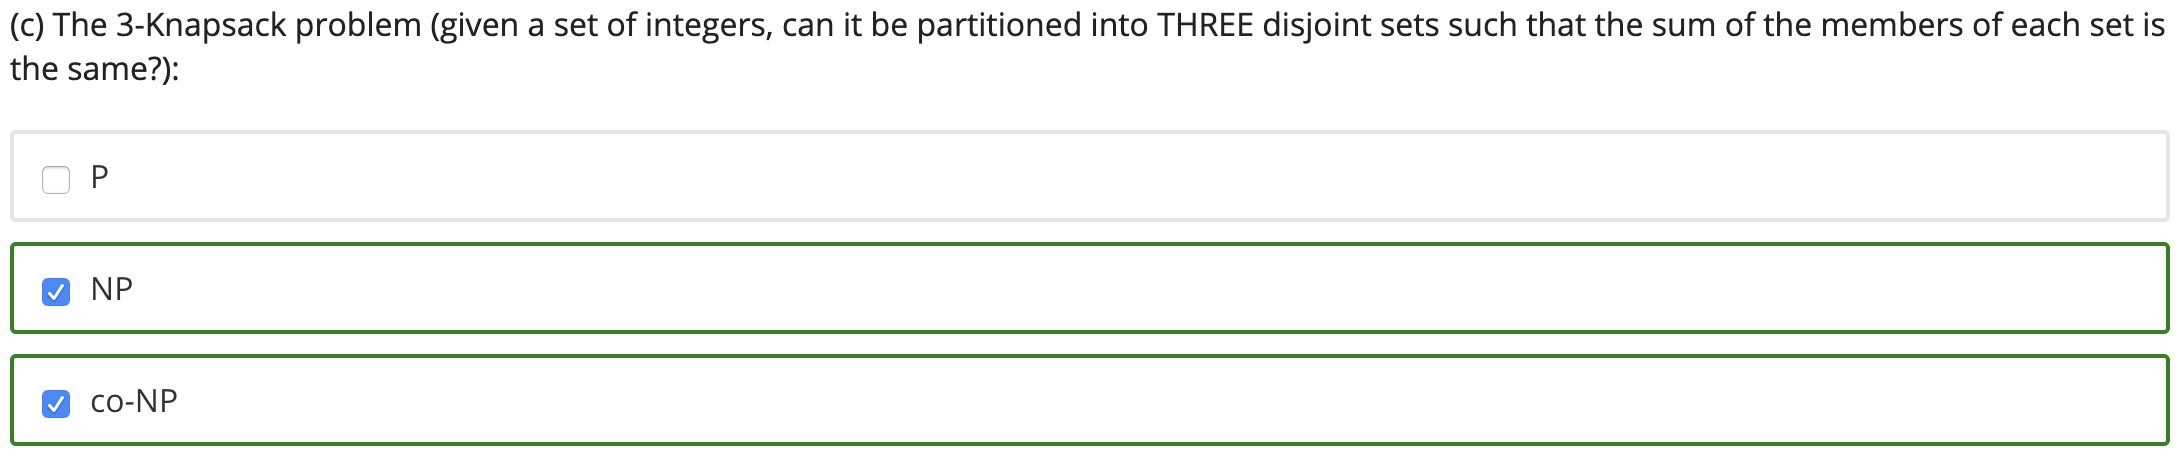 (c) The 3-Knapsack problem (given a set of integers, can it be partitioned into THREE disjoint sets such that the sum of the members of each set is
the same?):
P
NP
co-NP